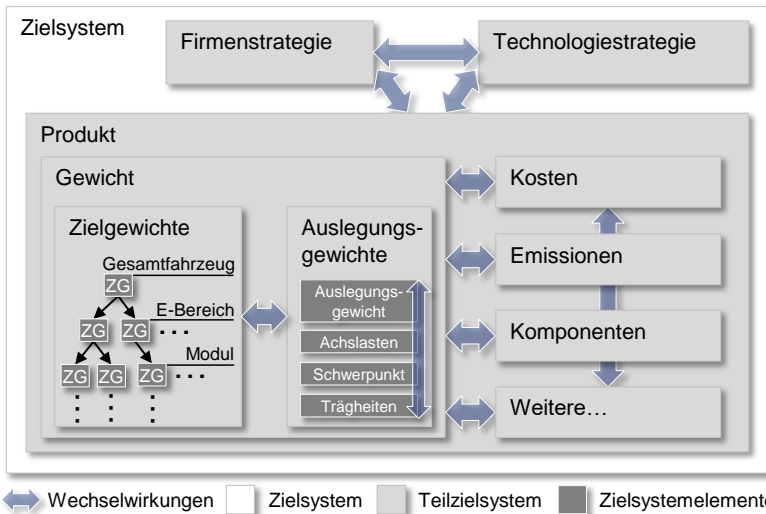 Zielsystem
Firmenstrategie
Technologiestrategie
Produkt
Gewicht
Zielgewichte
Gesamtfahrzeug
ZG
E-Bereich
ZG ZG ...
Modul
ZG ZG ZG ...
Auslegungs-
gewichte
Auslegungs-
gewicht
Achslasten
Schwerpunkt
Trägheiten
Kosten
Emissionen
Komponenten
Weitere…
Wechselwirkungen Zielsystem Teilzielsystem Zielsystemelemente